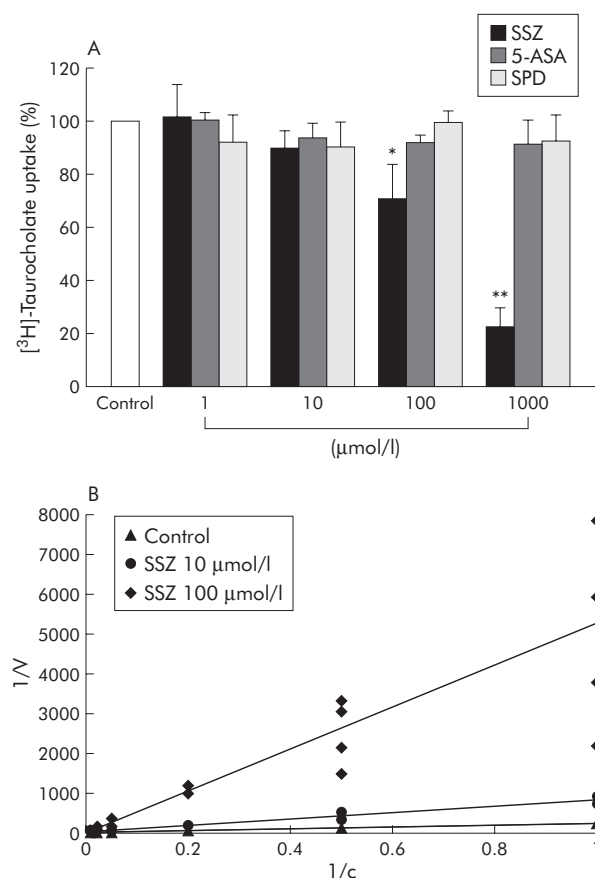 A
SSZ
5-ASA
SPD
[³H]-Taurocholate uptake (%)
120
100
80
60
40
20
0
*
**
Control 1 10 100 1000
(μmol/l)
B
Control
SSZ 10 μmol/l
SSZ 100 μmol/l
1/V
8000
7000
6000
5000
4000
3000
2000
1000
0
0 0.2 0.4 0.6 0.8 1
1/c